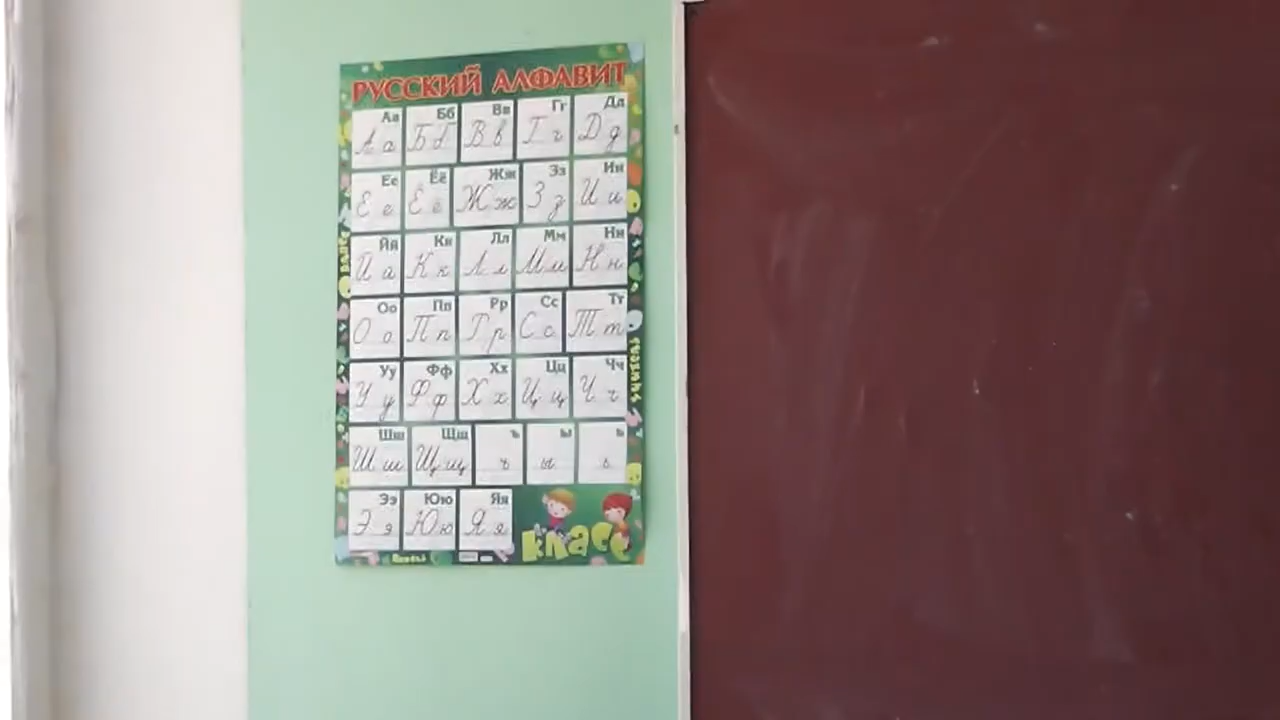 РУССКИЙ АЛФАВИТ
Аа Бб Вв Гг Дд
А а Б б В в Г г Д д
Ее Ёё Жж Зз Ии
Е е Ё ё Ж ж З з И и
Йй Кк Лл Мм Нн
К к Л л М м Н н
Оо Пп Рр Сс Тт
О о П п Р р С с Т т
Уу Фф Хх Цц Чч
У у Ф ф Х х Ц ц Ч ч
Шш Щщ ъ ы ь
Ш ш Щ щ ъ ы ь
Ээ Юю Яя
Э э Ю ю Я я
класс